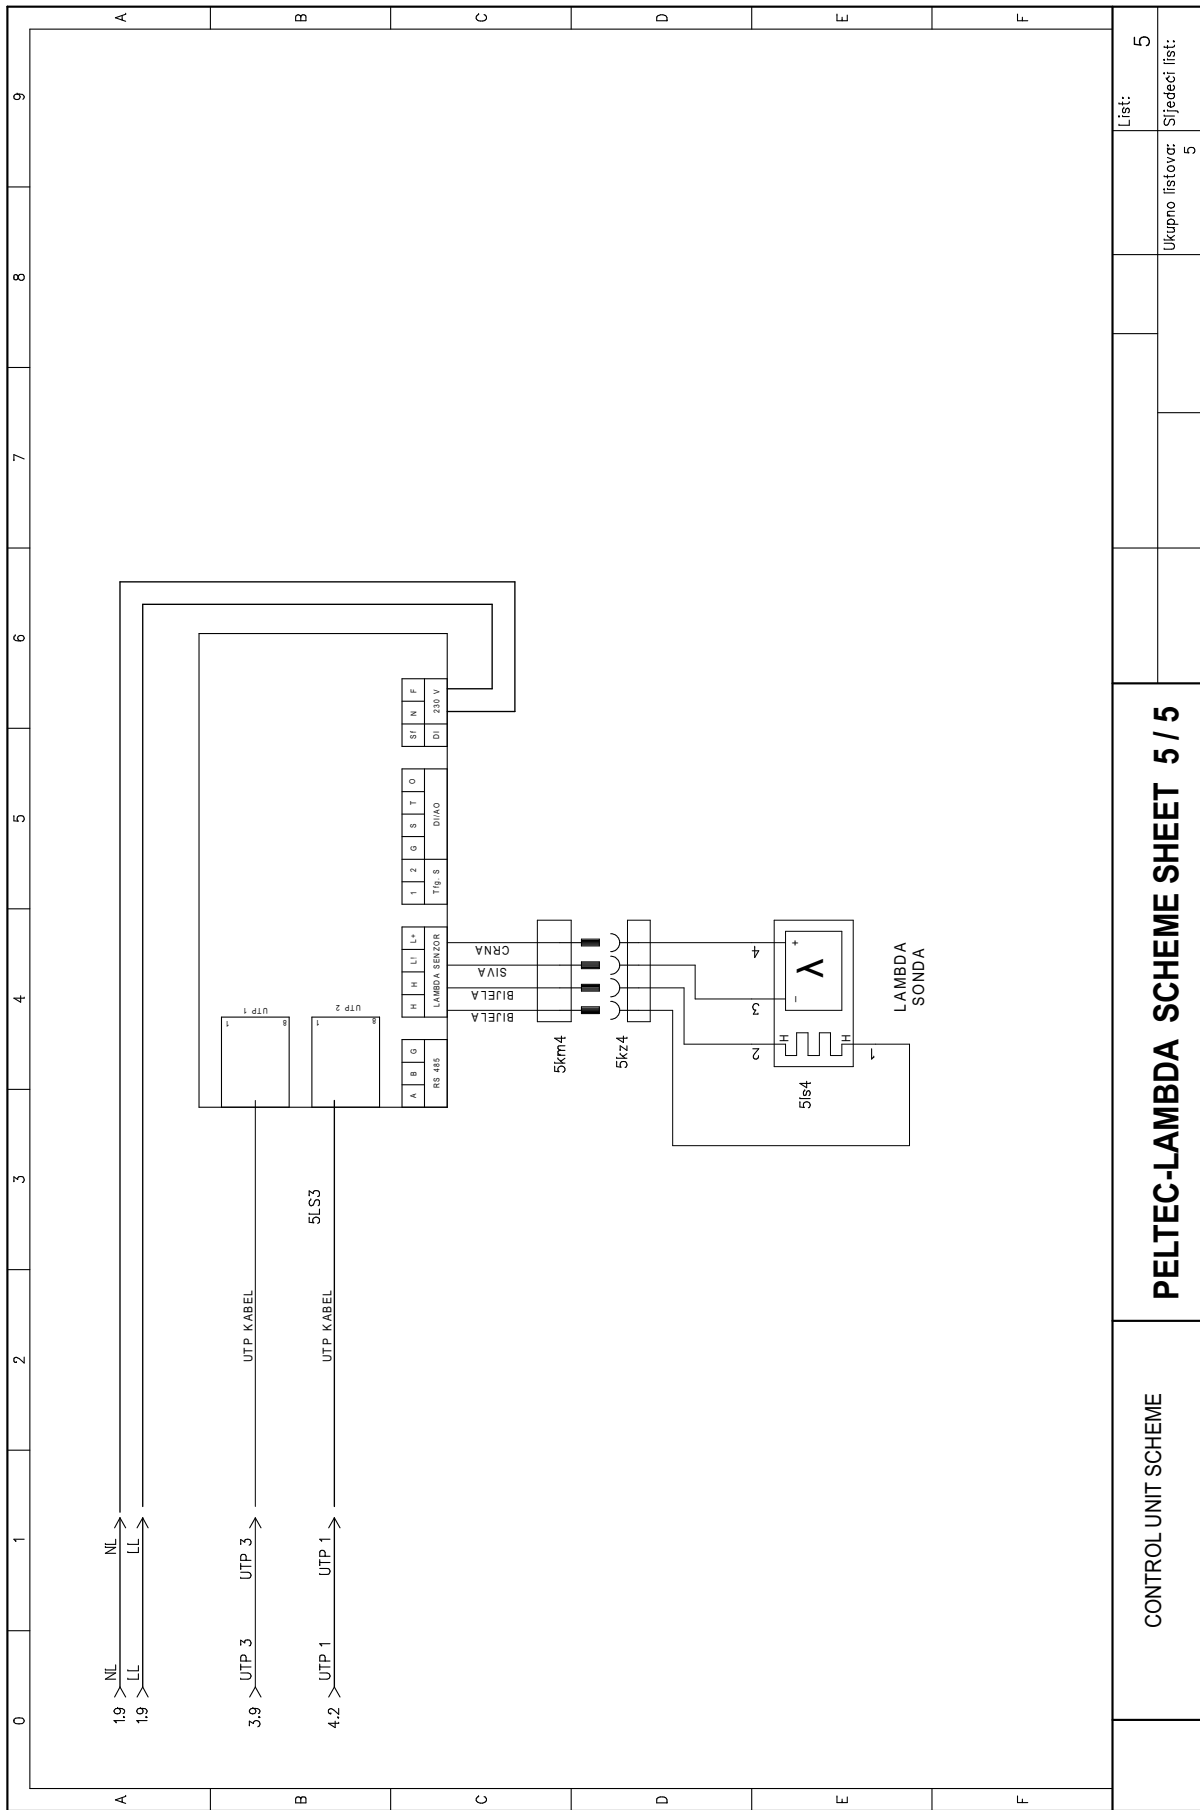 0 1 2 3 4 5 6 7 8 9
A
B
C
D
E
F
A
B
C
D
E
F
1.9 NL NL
1.9 LL LL
3.9 UTP 3 UTP 3 UTP KABEL
4.2 UTP 1 UTP 1 UTP KABEL
5LS3
1 UTP 1 8
1 UTP 2 8
A B G
RS 485
H H L! L+
LAMBDA SENZOR
1 2 G S T O
Tfg. S DI/AO
Sf N F
DI 230 V
BIJELA
BIJELA
SIVA
CRNA
5km4
5kz4
2 3 4
5ls4
H H
λ
- +
1
LAMBDA
SONDA
CONTROL UNIT SCHEME
PELTEC-LAMBDA SCHEME SHEET 5 / 5
List:
5
Ukupno listova: Sljedeci list:
5